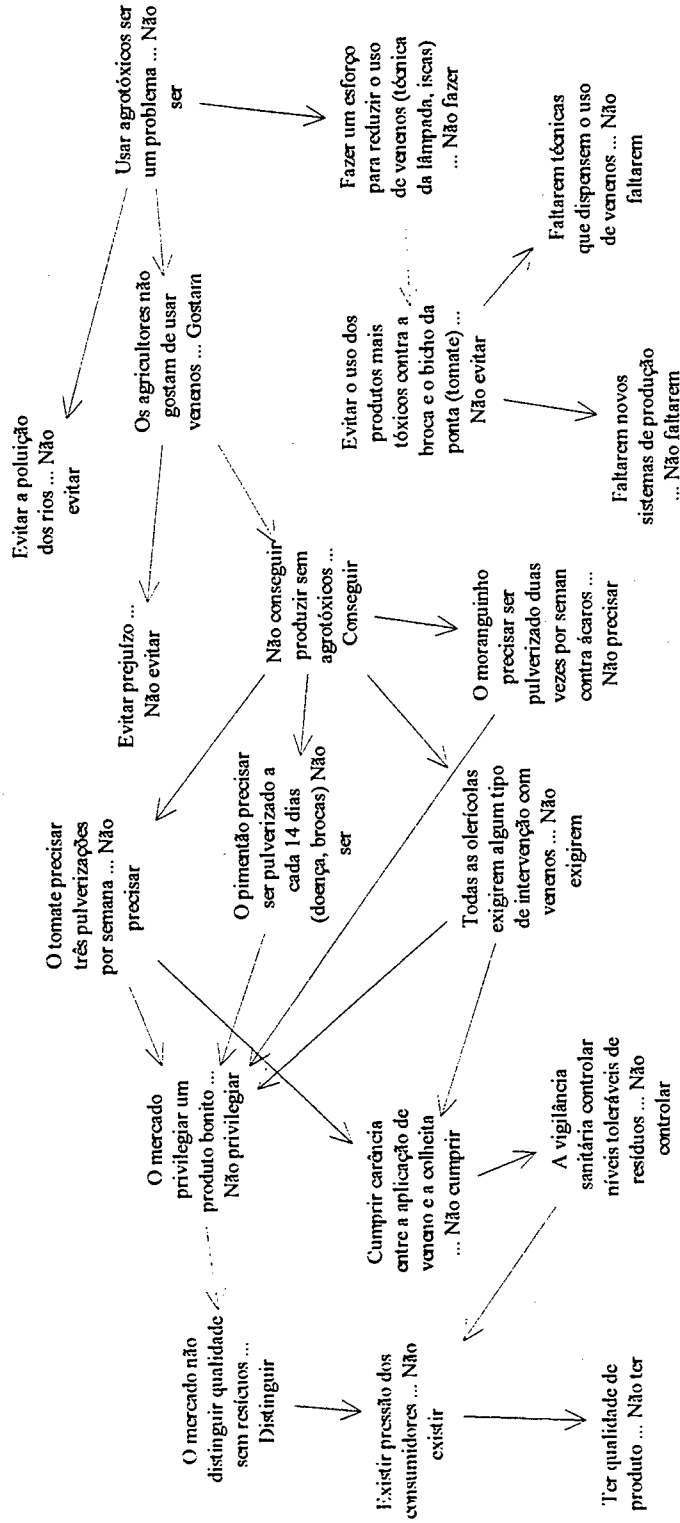 Usar agrotóxicos ser
um problema ... Não
ser
Evitar a poluição
dos rios ... Não
evitar
Os agricultores não
gostam de usar
venenos ... Gostam
Fazer um esforço
para reduzir o uso
de venenos (técnica
da lâmpada, iscas)
... Não fazer
Evitar prejuízo ...
Não evitar
Não conseguir
produzir sem
agrotóxicos ...
Conseguir
Evitar o uso dos
produtos mais
tóxicos contra a
broca e o bicho da
ponta (tomate) ...
Não evitar
Faltarem técnicas
que dispensem o uso
de venenos ... Não
faltarem
Faltarem novos
sistemas de produção
... Não faltarem
O tomate precisar
três pulverizações
por semana ... Não
precisar
O pimentão precisar
ser pulverizado a
cada 14 dias
(doença, brocas) Não
ser
Todas as olerícolas
exigirem algum tipo
de intervenção com
venenos ... Não
exigirem
O moranguinho
precisar ser
pulverizado duas
vezes por seman
contra ácaros ...
Não precisar
O mercado
privilegiar um
produto bonito ...
Não privilegiar
Cumprir carência
entre a aplicação de
veneno e a colheita
... Não cumprir
A vigilância
sanitária controlar
níveis toleráveis de
resíduos ... Não
controlar
O mercado não
distinguir qualidade
sem resícuos ...
Distinguir
Existir pressão dos
consumidores ... Não
existir
Ter qualidade de
produto ... Não ter